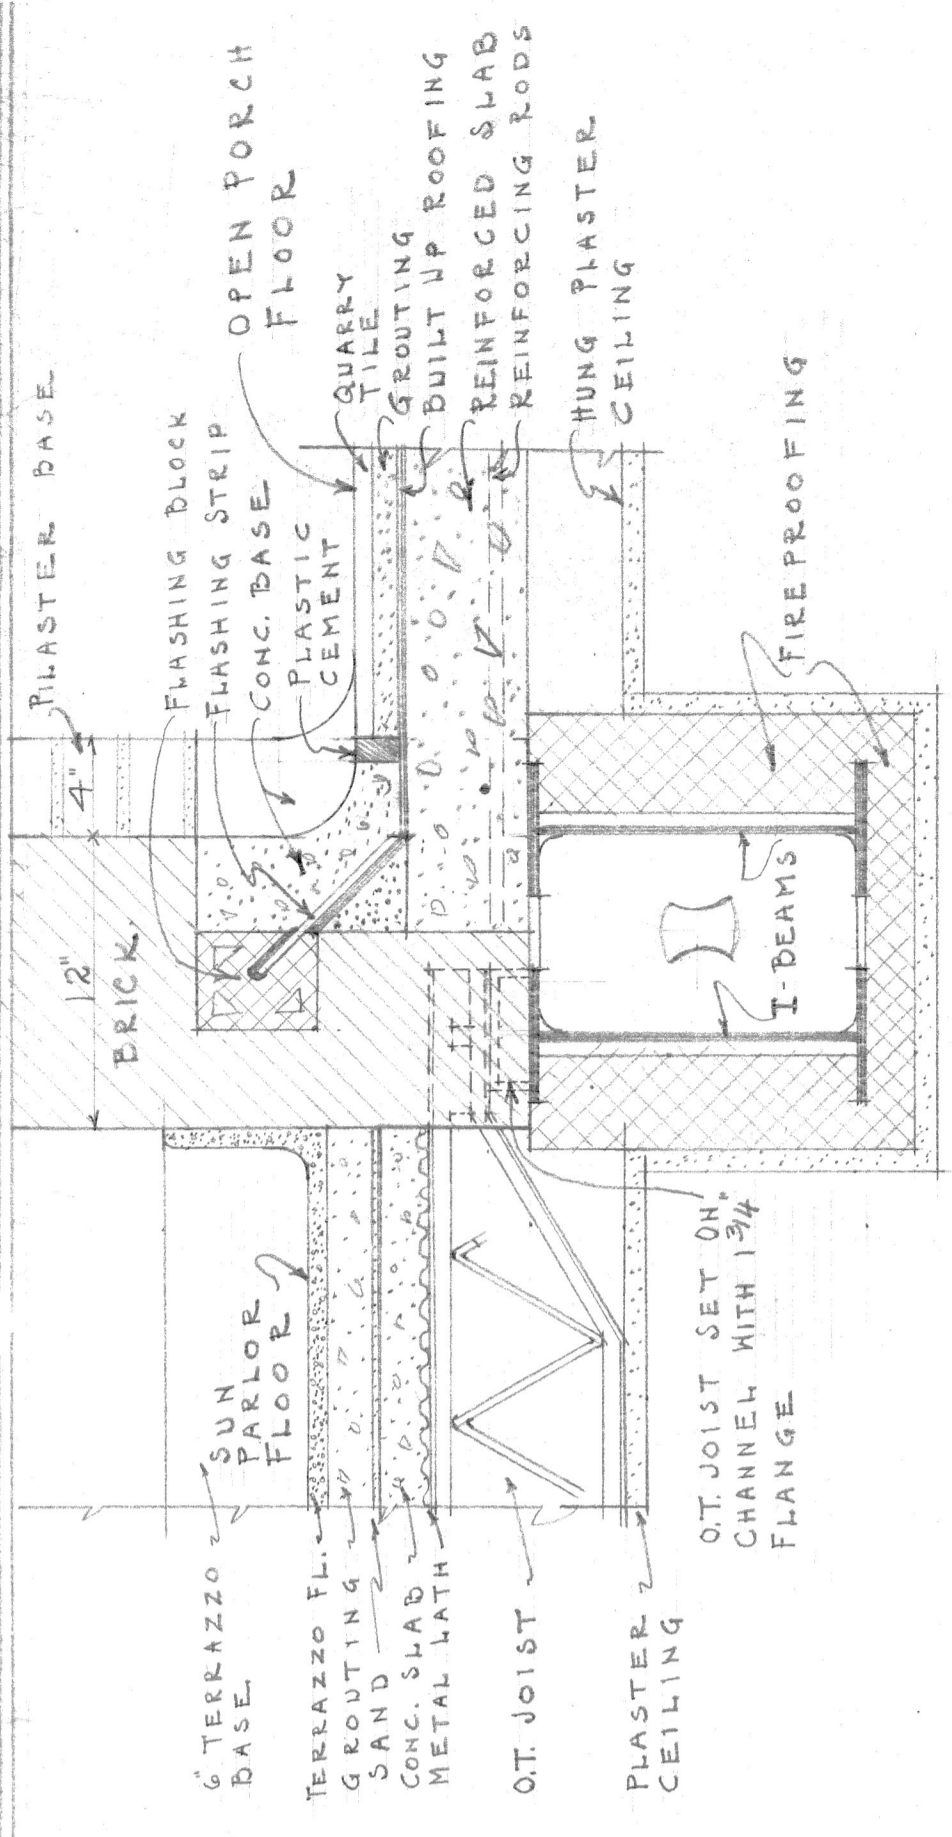 PILASTER BASE
4"
12"
BRICK
FLASHING BLOCK
FLASHING STRIP
CONC. BASE
PLASTIC
CEMENT
OPEN PORCH
FLOOR
QUARRY
TILE
GROUTING
BUILT UP ROOFING
REINFORCED SLAB
REINFORCING RODS
HUNG PLASTER
CEILING
FIREPROOFING
I-BEAMS
6" TERRAZZO
BASE
SUN
PARLOR
FLOOR
TERRAZZO FL.
GROUTING
SAND
CONC. SLAB
METAL LATH
O.T. JOIST
PLASTER
CEILING
O.T. JOIST SET ON
CHANNEL WITH 1 3/4"
FLANGE